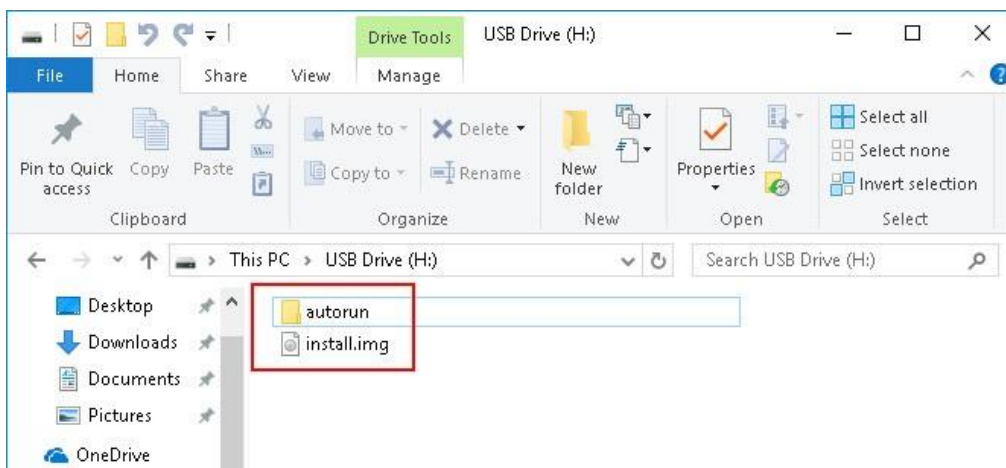 Drive Tools USB Drive (H:)
File Home Share View Manage
Pin to Quick access
Copy
Paste
Clipboard
Move to
Copy to
Delete
Rename
Organize
New folder
New
Properties
Open
Select all
Select none
Invert selection
Select
This PC > USB Drive (H:)
Search USB Drive (H:)
Desktop
Downloads
Documents
Pictures
OneDrive
autorun
install.img